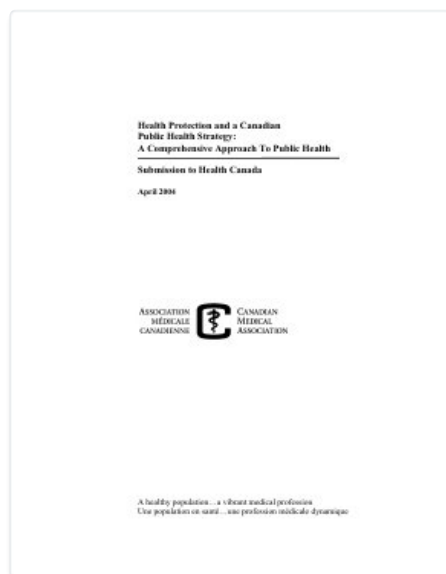 Health Protection and a Canadian
Public Health Strategy:
A Comprehensive Approach To Public Health
Submission to Health Canada
April 2004
ASSOCIATION
MÉDICALE
CANADIENNE
CANADIAN
MEDICAL
ASSOCIATION
A healthy population…a vibrant medical profession
Une population en santé…une profession médicale dynamique